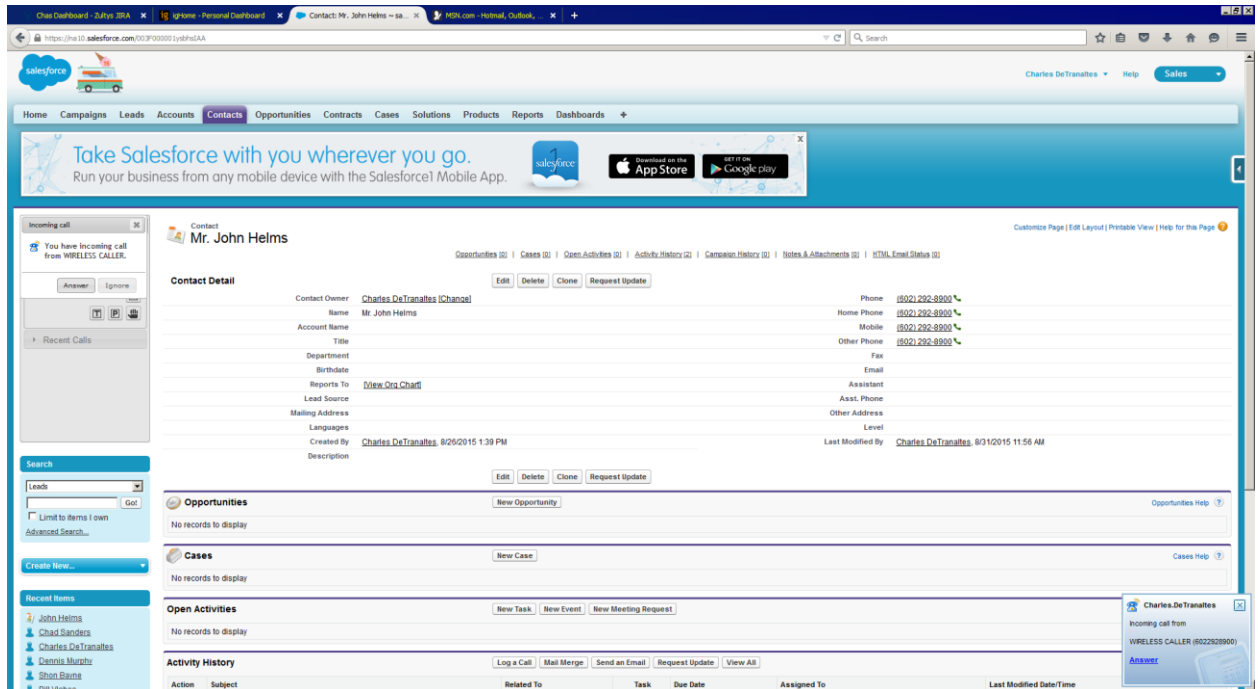 Chas Dashboard - Zultys JIRA
igHome - Personal Dashboard
Contact: Mr. John Helms ~ sa...
MSN.com - Hotmail, Outlook, ...
https://na10.salesforce.com/003F000001ysbhsIAA
Search
salesforce
Charles DeTranaltes Help Sales
Home Campaigns Leads Accounts Contacts Opportunities Contracts Cases Solutions Products Reports Dashboards +
Take Salesforce with you wherever you go.
Run your business from any mobile device with the Salesforce1 Mobile App.
salesforce
1
Download on the
App Store
GET IT ON
Google play
x
Incoming call
You have incoming call
from WIRELESS CALLER.
Answer Ignore
T P
Recent Calls
Contact
Mr. John Helms
Customize Page | Edit Layout | Printable View | Help for this Page
Opportunities [0] | Cases [0] | Open Activities [0] | Activity History [2] | Campaign History [0] | Notes & Attachments [0] | HTML Email Status [0]
Contact Detail Edit Delete Clone Request Update
Contact Owner Charles DeTranaltes [Change] Phone (602) 292-8900
Name Mr. John Helms Home Phone (602) 292-8900
Account Name Mobile (602) 292-8900
Title Other Phone (602) 292-8900
Department Fax
Birthdate Email
Reports To [View Org Chart] Assistant
Lead Source Asst. Phone
Mailing Address Other Address
Languages Level
Created By Charles DeTranaltes, 8/26/2015 1:39 PM Last Modified By Charles DeTranaltes, 8/31/2015 11:56 AM
Description
Edit Delete Clone Request Update
Search
Leads
Go!
Limit to items I own
Advanced Search...
Create New...
Recent Items
John Helms
Chad Sanders
Charles DeTranaltes
Dennis Murphy
Shon Bayne
Opportunities New Opportunity Opportunities Help ?
No records to display
Cases New Case Cases Help ?
No records to display
Open Activities New Task New Event New Meeting Request
No records to display
Activity History Log a Call Mail Merge Send an Email Request Update View All
Action Subject Related To Task Due Date Assigned To Last Modified Date/Time
Charles.DeTranaltes
Incoming call from
WIRELESS CALLER (6022928900)
Answer